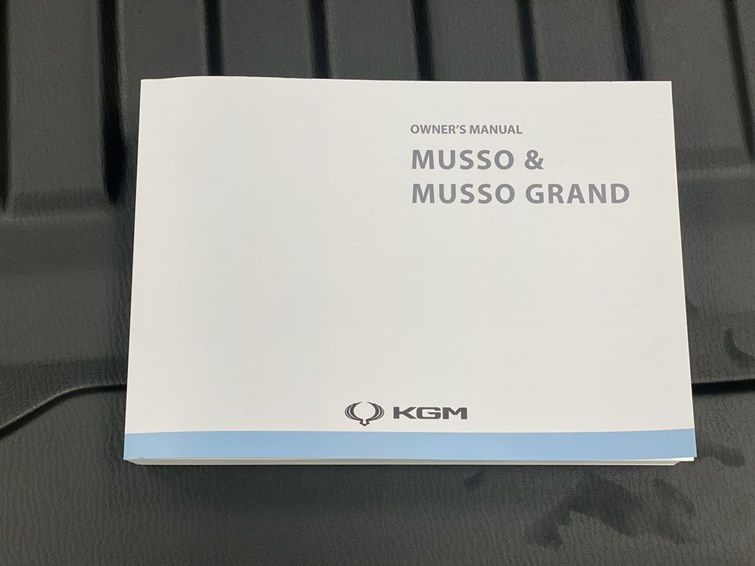 OWNER'S MANUAL
MUSSO &
MUSSO GRAND
KGM